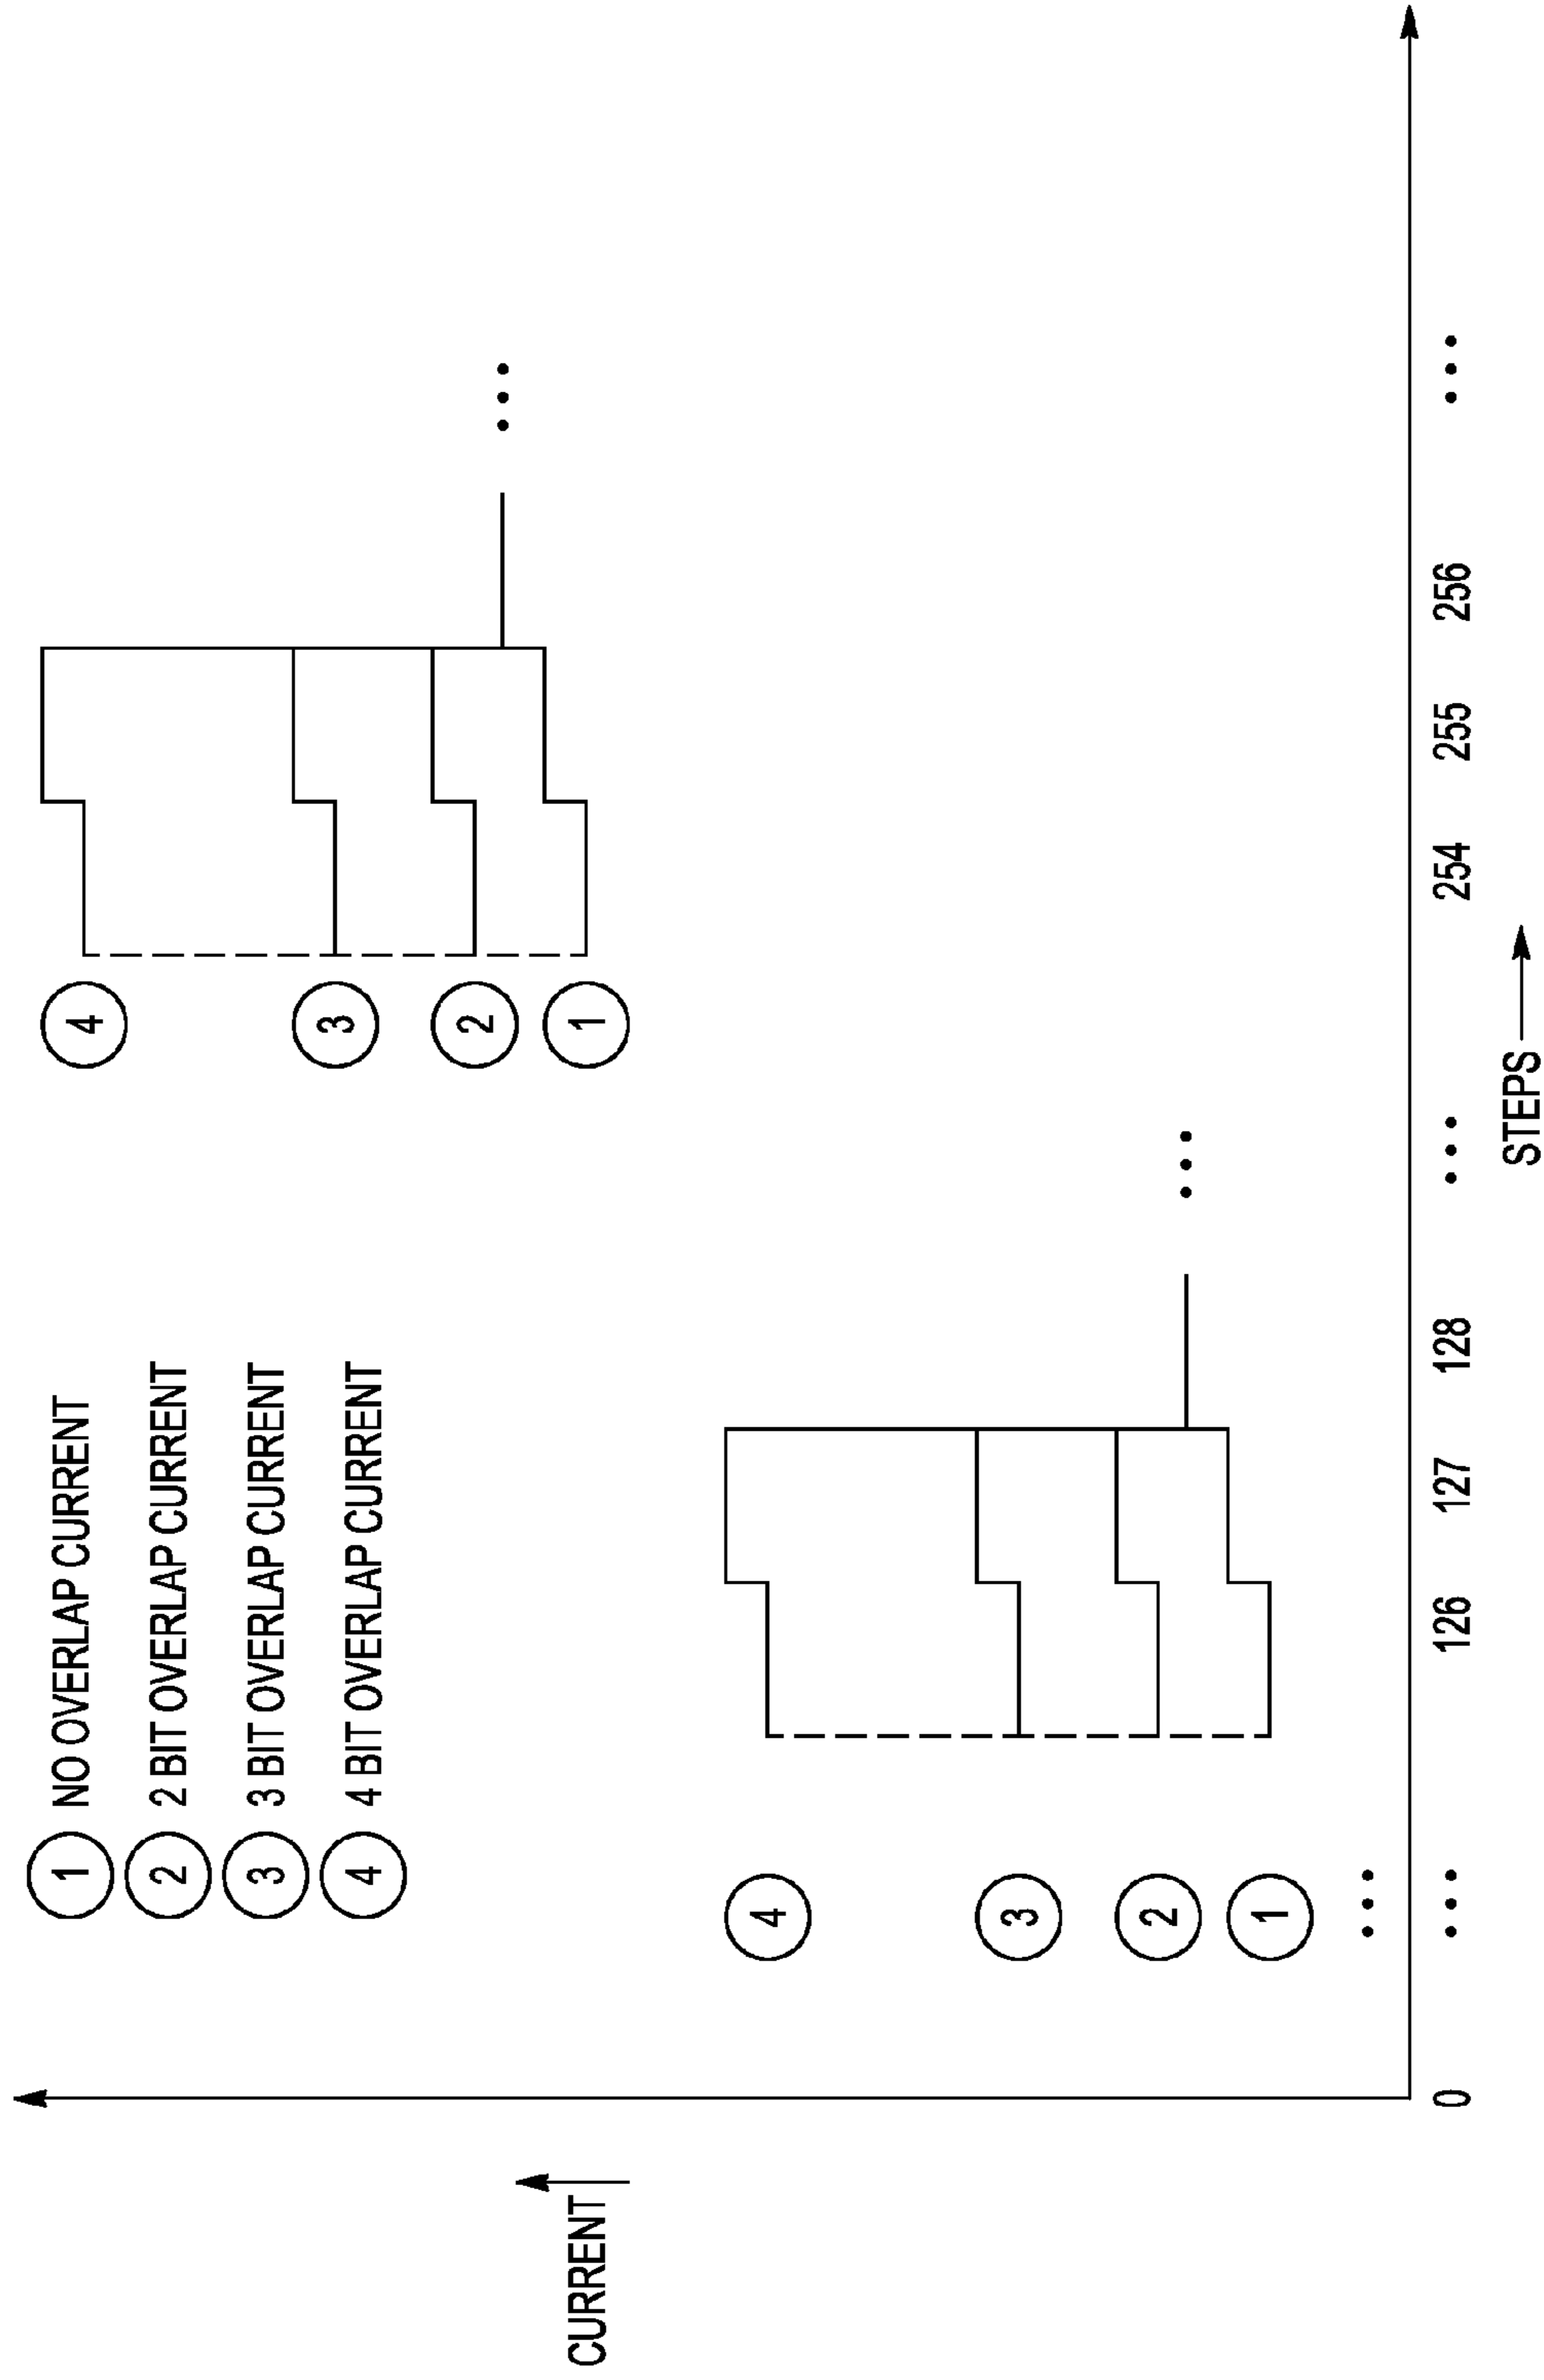 ① NO OVERLAP CURRENT
② 2 BIT OVERLAP CURRENT
③ 3 BIT OVERLAP CURRENT
④ 4 BIT OVERLAP CURRENT
CURRENT
④
③
②
①
④
③
②
①
...
...
...
0 ... 126 127 128 ... 254 255 256 ...
STEPS